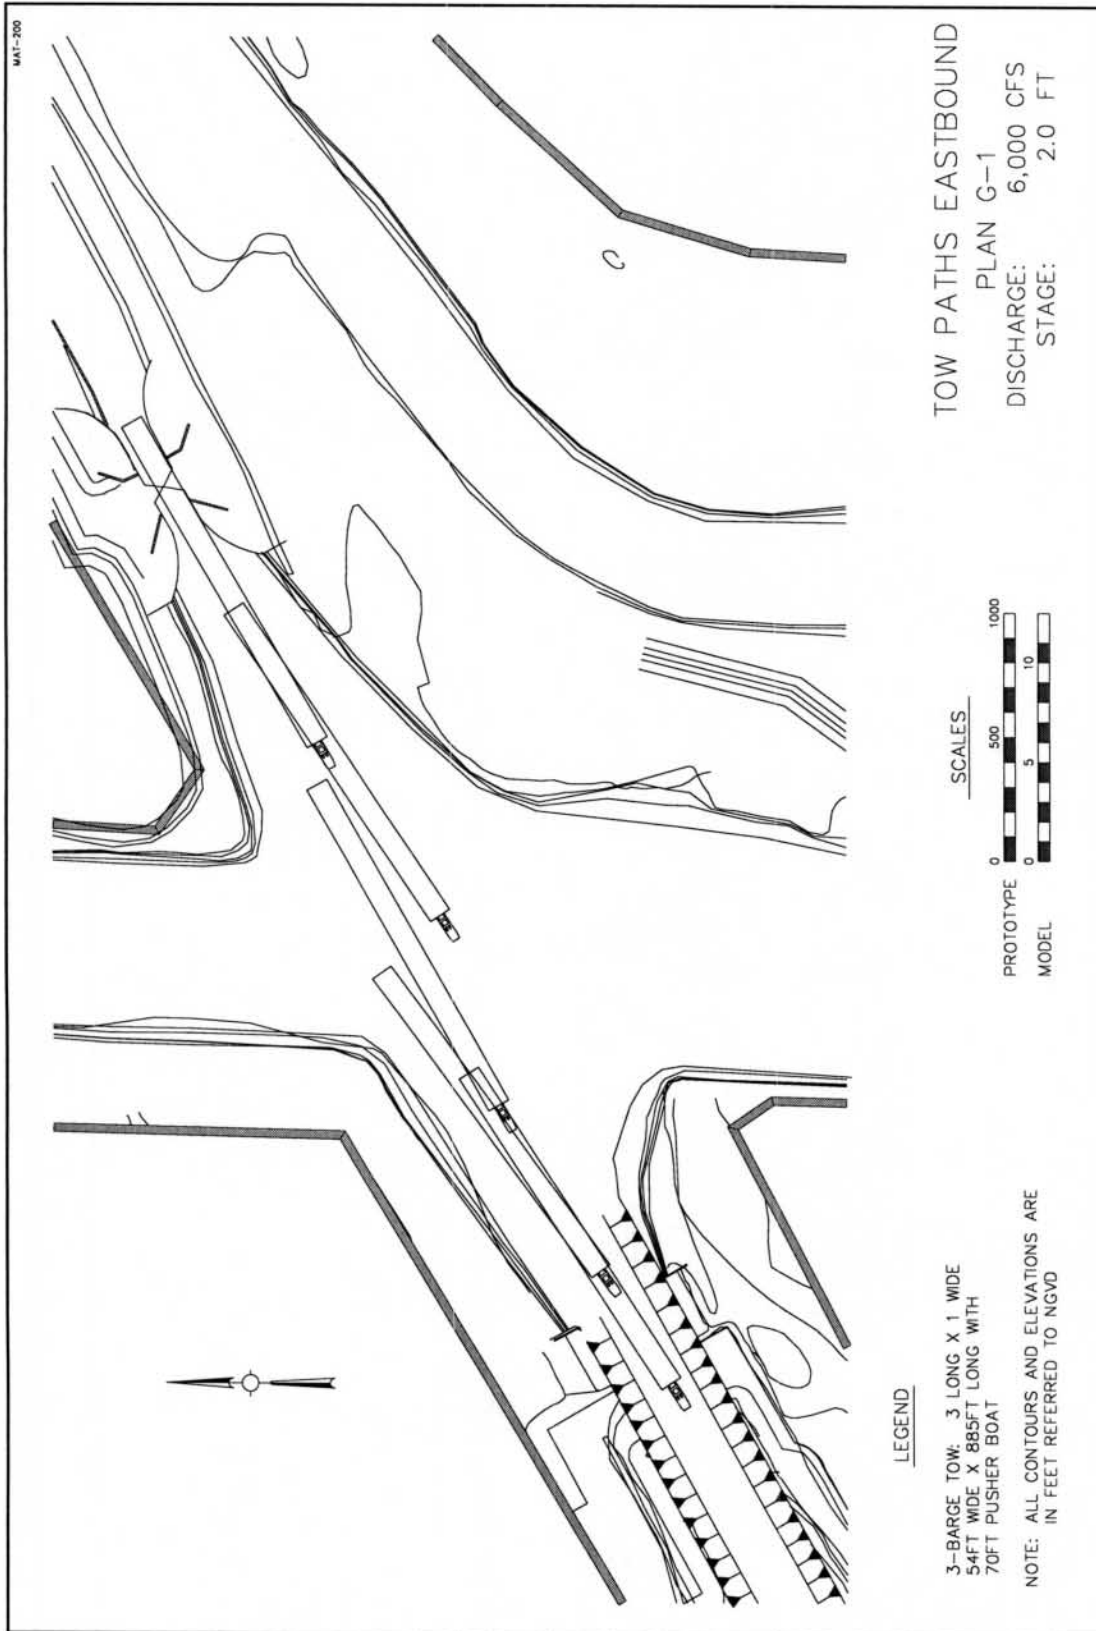 MAT-200
LEGEND
3-BARGE TOW: 3 LONG X 1 WIDE
54FT WIDE X 885FT LONG WITH
70FT PUSHER BOAT
NOTE: ALL CONTOURS AND ELEVATIONS ARE
IN FEET REFERRED TO NGVD
SCALES
PROTOTYPE 0 500 1000
MODEL 0 5 10
TOW PATHS EASTBOUND
PLAN G-1
DISCHARGE: 6,000 CFS
STAGE: 2.0 FT